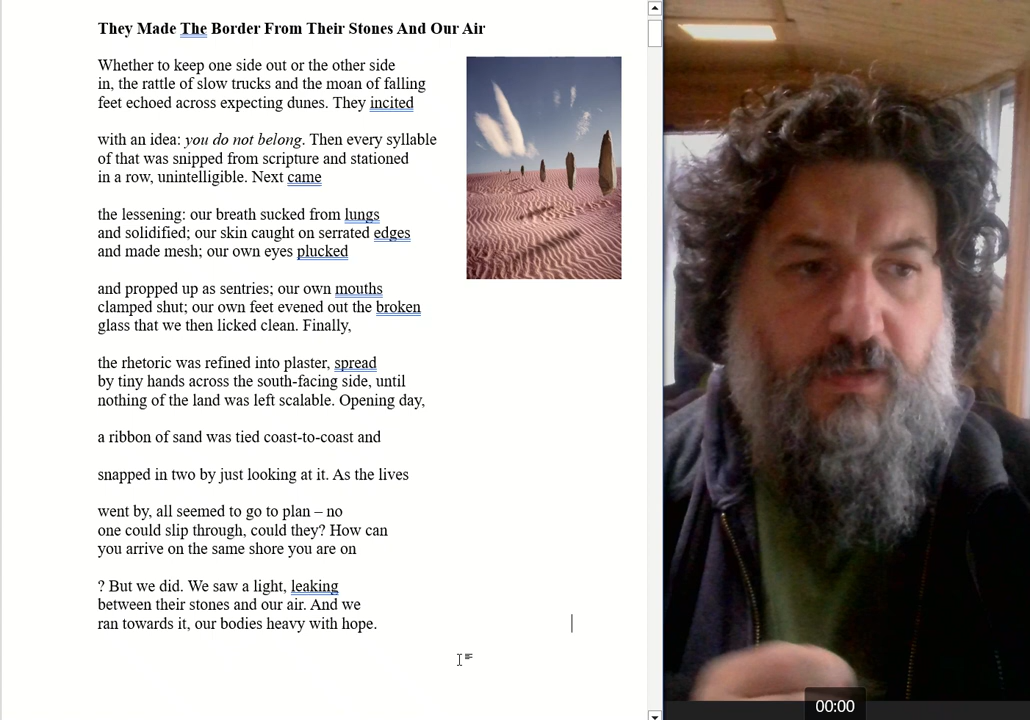 They Made The Border From Their Stones And Our Air
Whether to keep one side out or the other side
in, the rattle of slow trucks and the moan of falling
feet echoed across expecting dunes. They incited
with an idea: you do not belong. Then every syllable
of that was snipped from scripture and stationed
in a row, unintelligible. Next came
the lessening: our breath sucked from lungs
and solidified; our skin caught on serrated edges
and made mesh; our own eyes plucked
and propped up as sentries; our own mouths
clamped shut; our own feet evened out the broken
glass that we then licked clean. Finally,
the rhetoric was refined into plaster, spread
by tiny hands across the south-facing side, until
nothing of the land was left scalable. Opening day,
a ribbon of sand was tied coast-to-coast and
snapped in two by just looking at it. As the lives
went by, all seemed to go to plan – no
one could slip through, could they? How can
you arrive on the same shore you are on
? But we did. We saw a light, leaking
between their stones and our air. And we
ran towards it, our bodies heavy with hope.
00:00